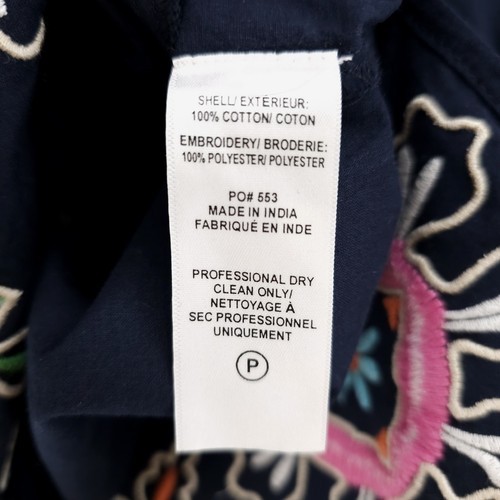 SHELL/ EXTÉRIEUR:
100% COTTON/ COTON
EMBROIDERY/ BRODERIE:
100% POLYESTER/ POLYESTER
PO# 553
MADE IN INDIA
FABRIQUÉ EN INDE
PROFESSIONAL DRY
CLEAN ONLY/
NETTOYAGE À
SEC PROFESSIONNEL
UNIQUEMENT
P